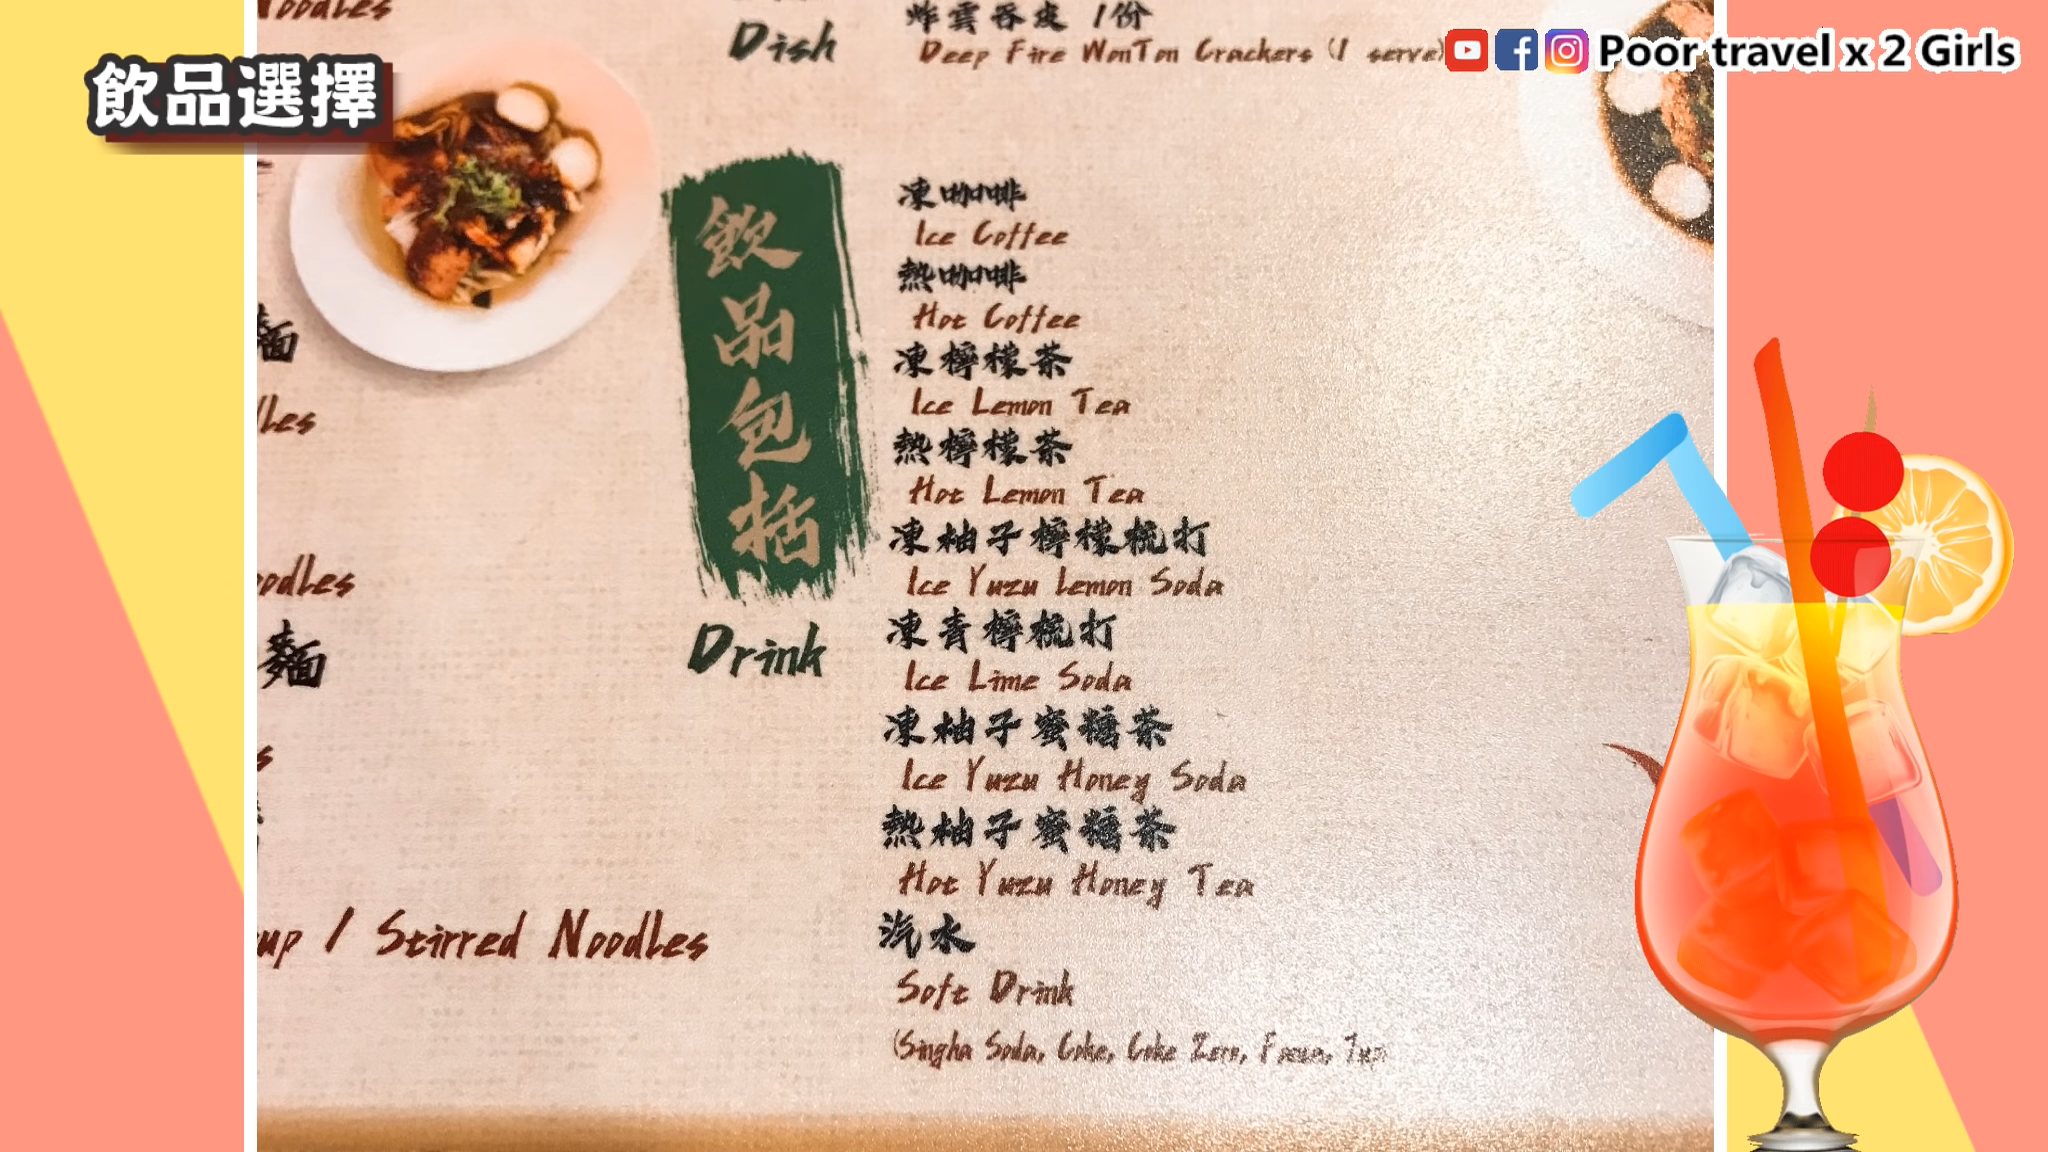 飲品選擇
Poor travel x 2 Girls
Noodles
麵
麵
Stirred Noodles
Dish
炸雲吞皮 1份
Deep Fire WonTon Crackers (1 serve)
飲品包括
Drink
凍咖啡
Ice Coffee
熱咖啡
Hot Coffee
凍檸檬茶
Ice Lemon Tea
熱檸檬茶
Hot Lemon Tea
凍柚子檸檬梳打
Ice Yuzu Lemon Soda
凍青檸梳打
Ice Lime Soda
凍柚子蜜糖茶
Ice Yuzu Honey Soda
熱柚子蜜糖茶
Hot Yuzu Honey Tea
汽水
Soft Drink
(Singha Soda, Coke, Coke Zero,